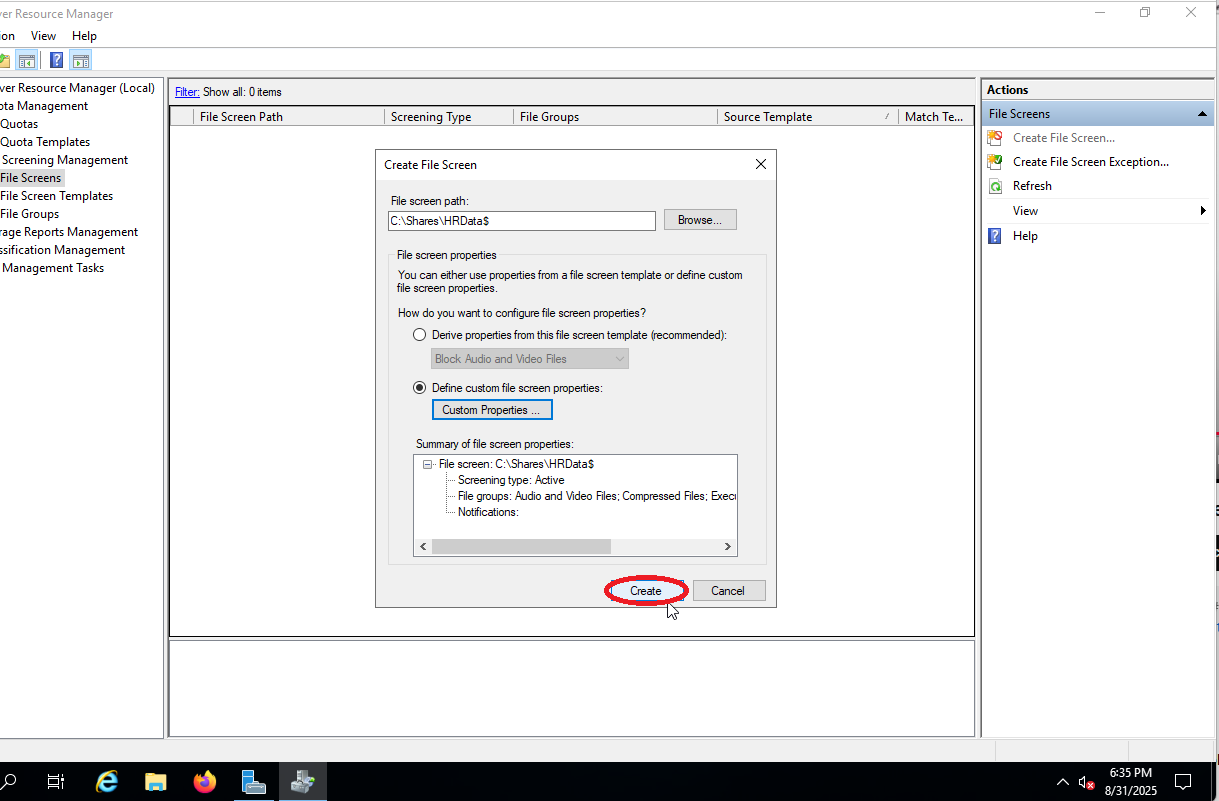 ver Resource Manager
ion View Help
ver Resource Manager (Local)
ota Management
Quotas
Quota Templates
Screening Management
File Screens
File Screen Templates
File Groups
rage Reports Management
ssification Management
Management Tasks
Filter: Show all: 0 items
File Screen Path Screening Type File Groups Source Template Match Te...
Create File Screen
File screen path:
C:\Shares\HRData$
Browse...
File screen properties
You can either use properties from a file screen template or define custom
file screen properties.
How do you want to configure file screen properties?
Derive properties from this file screen template (recommended):
Block Audio and Video Files
Define custom file screen properties:
Custom Properties ...
Summary of file screen properties:
File screen: C:\Shares\HRData$
Screening type: Active
File groups: Audio and Video Files; Compressed Files; Execu
Notifications:
Create
Cancel
Actions
File Screens
Create File Screen...
Create File Screen Exception...
Refresh
View
Help
6:35 PM
8/31/2025